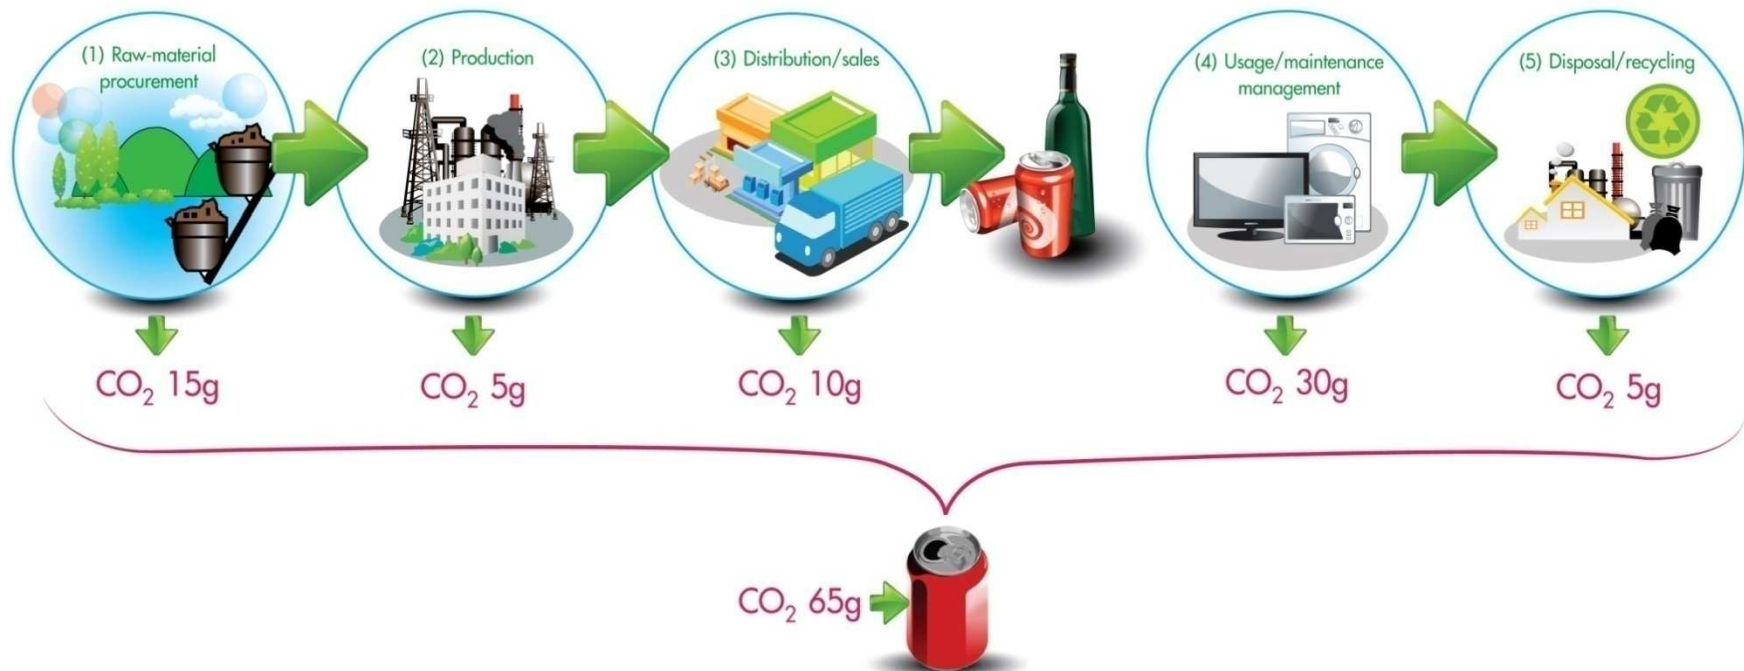 (1) Raw-material
procurement
(2) Production
(3) Distribution/sales
(4) Usage/maintenance
management
(5) Disposal/recycling
CO₂ 15g
CO₂ 5g
CO₂ 10g
CO₂ 30g
CO₂ 5g
CO₂ 65g